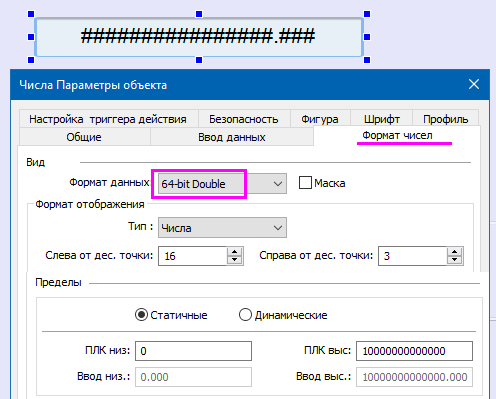 ################.###
Числа Параметры объекта
Настройка триггера действия Безопасность Фигура Шрифт Профиль
Общие Ввод данных Формат чисел
Вид
Формат данных: 64-bit Double Маска
Формат отображения
Тип : Числа
Слева от дес. точки: 16 Справа от дес. точки: 3
Пределы
Статичные Динамические
ПЛК низ: 0 ПЛК выс: 10000000000000
Ввод низ.: 0.000 Ввод выс.: 10000000000000.000